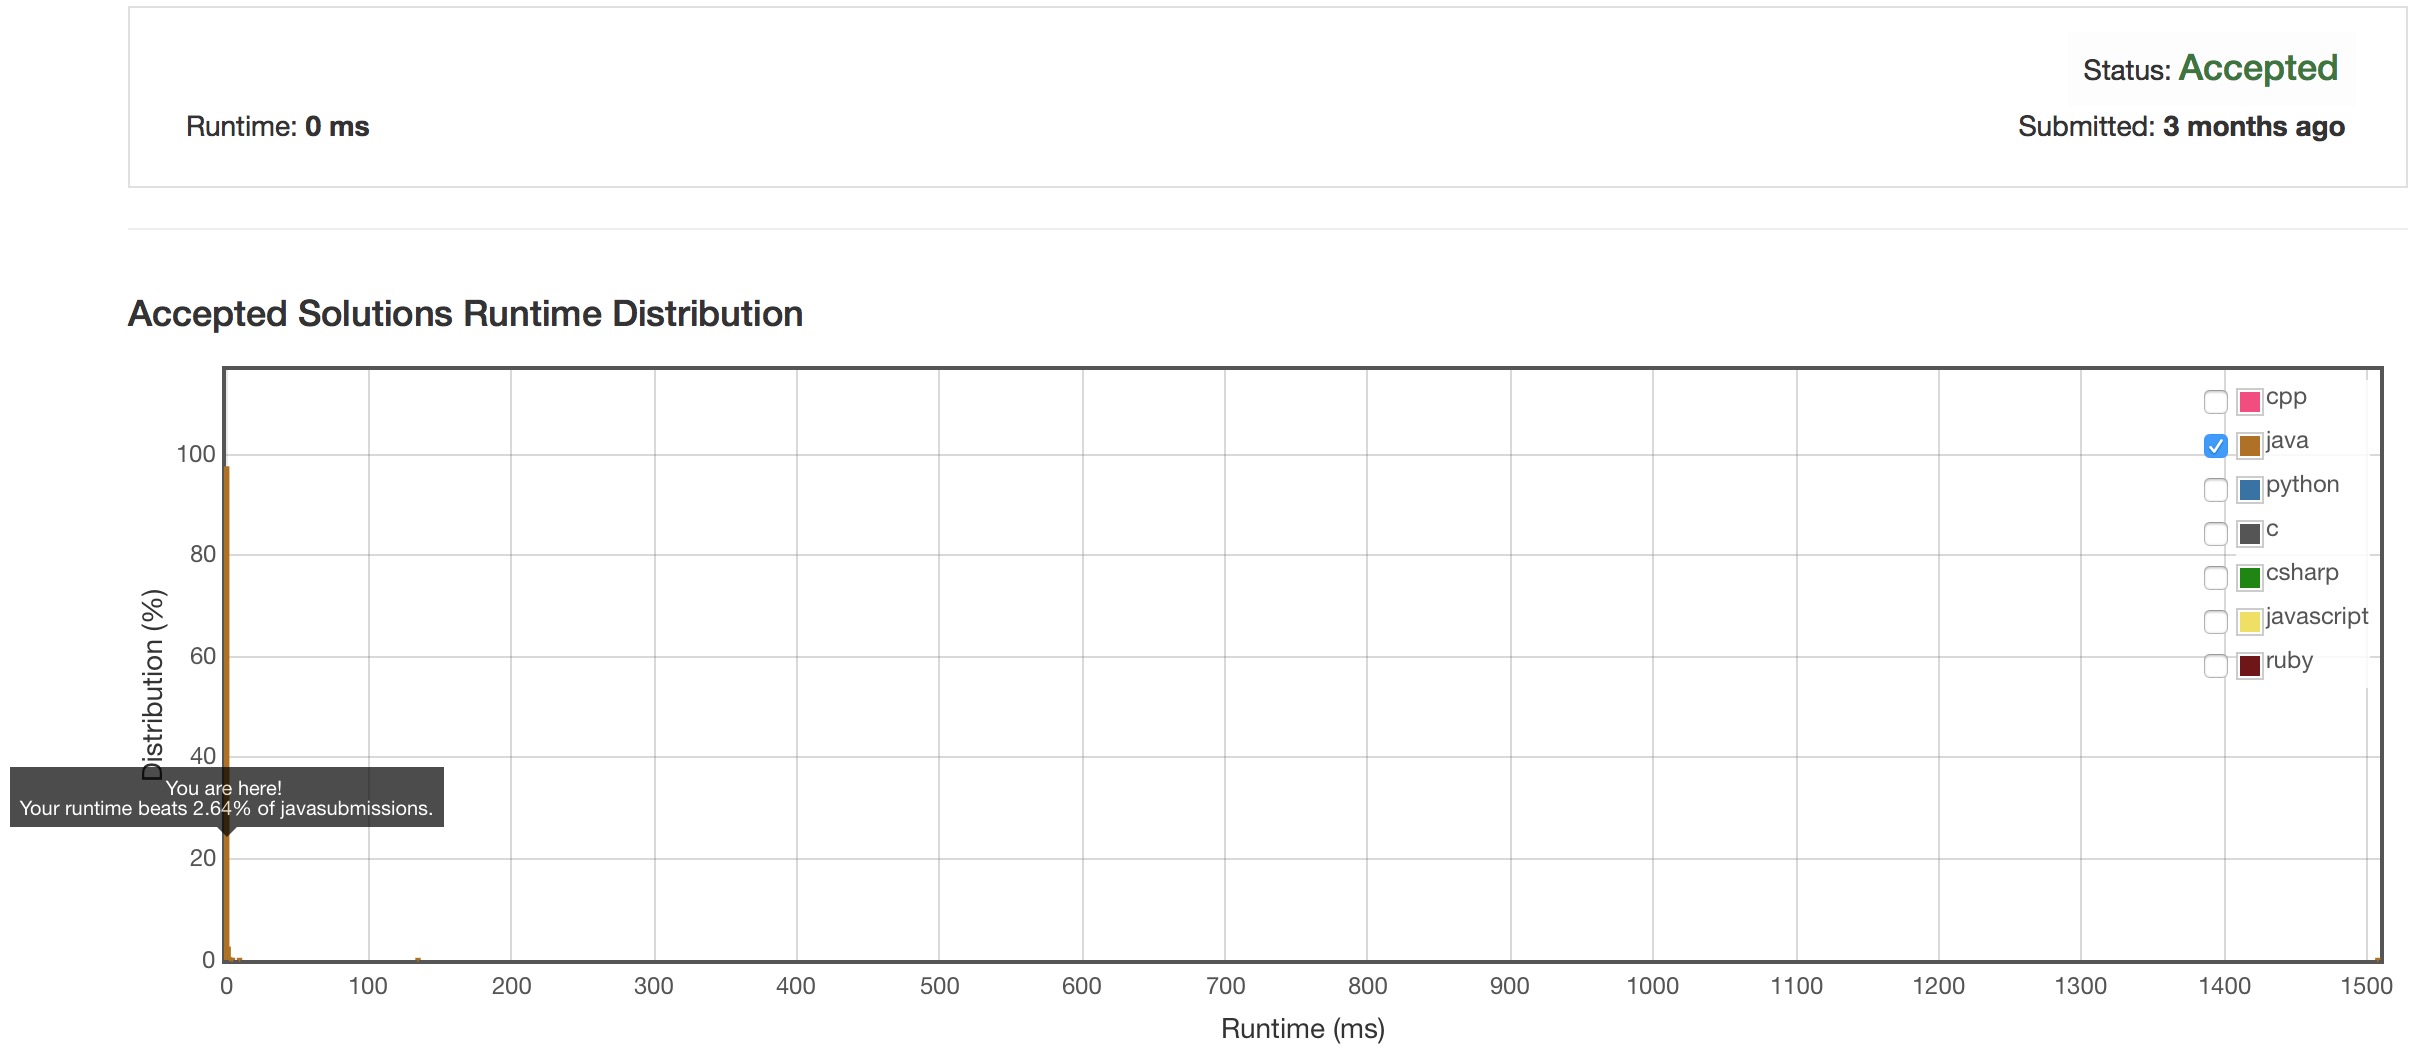 Status: Accepted
Runtime: 0 ms
Submitted: 3 months ago
Accepted Solutions Runtime Distribution
cpp
java
python
c
csharp
javascript
ruby
100
80
60
40
20
0
Distribution (%)
You are here!
Your runtime beats 2.64% of javasubmissions.
0 100 200 300 400 500 600 700 800 900 1000 1100 1200 1300 1400 1500
Runtime (ms)